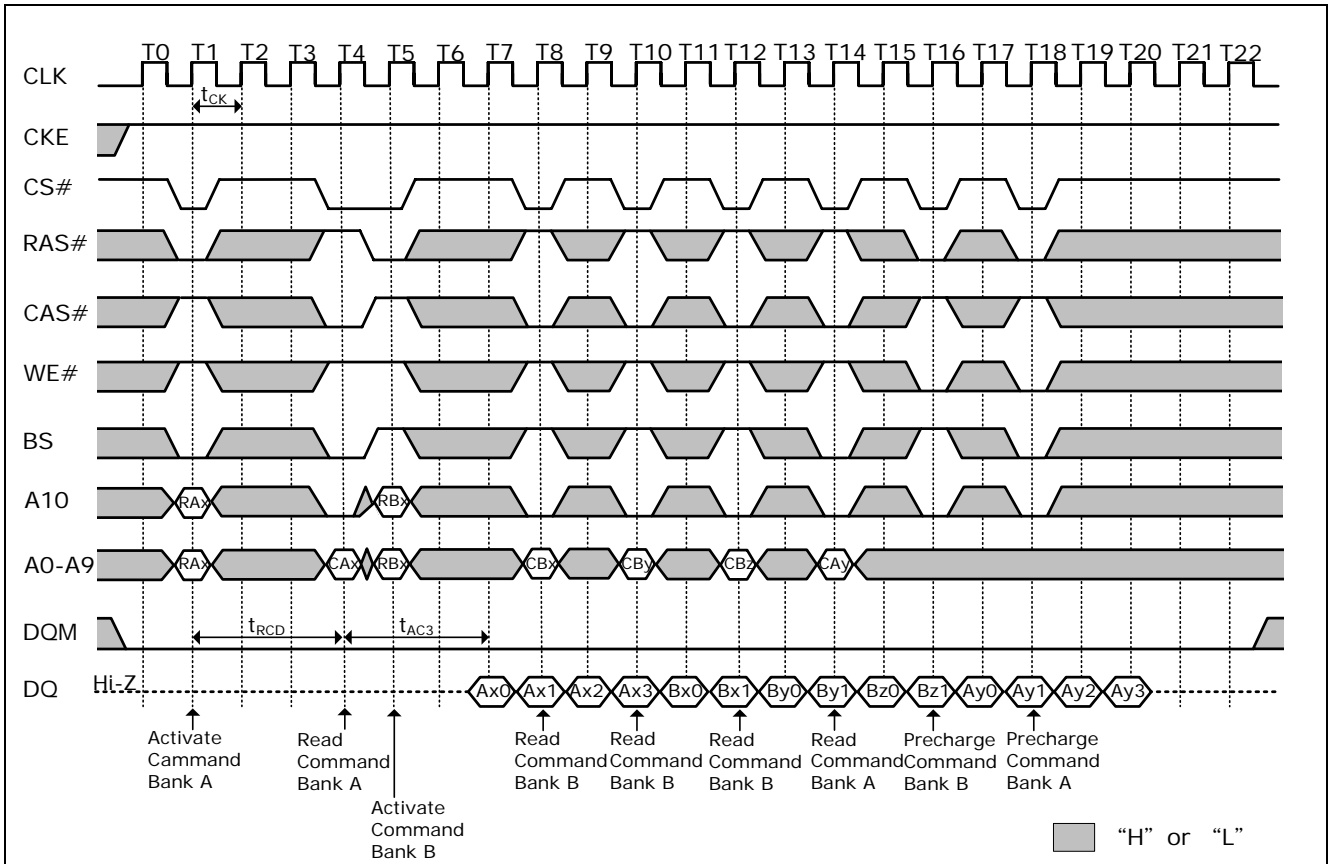 T0 T1 T2 T3 T4 T5 T6 T7 T8 T9 T10 T11 T12 T13 T14 T15 T16 T17 T18 T19 T20 T21 T22
CLK
tCK
CKE
CS#
RAS#
CAS#
WE#
BS
A10 RAx RBx
A0-A9 RAx CAx RBx CBx CBy CBz CAy
DQM tRCD tAC3
DQ Hi-Z Ax0 Ax1 Ax2 Ax3 Bx0 Bx1 By0 By1 Bz0 Bz1 Ay0 Ay1 Ay2 Ay3
Activate
Cammand
Bank A
Read
Command
Bank A
Activate
Command
Bank B
Read
Command
Bank B
Read
Command
Bank B
Read
Command
Bank B
Read
Command
Bank A
Precharge
Command
Bank B
Precharge
Command
Bank A
"H" or "L"